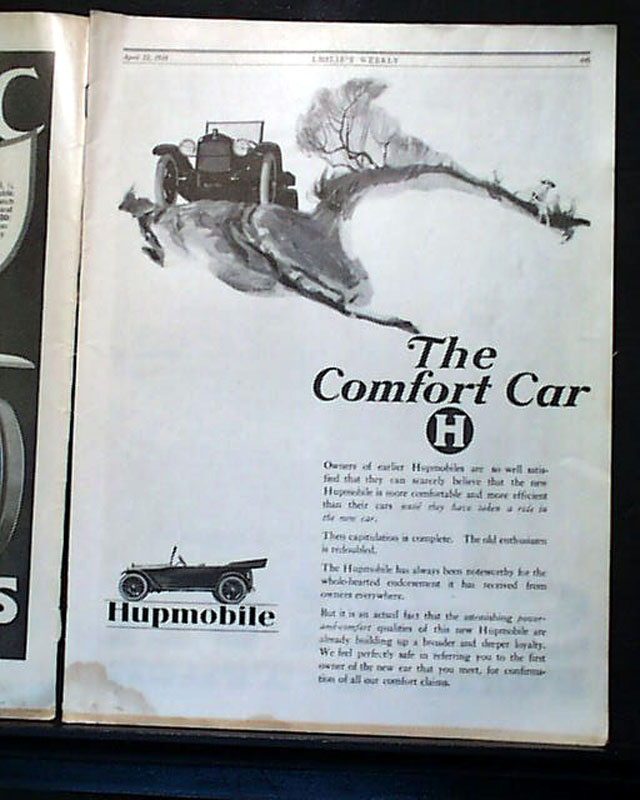 C
S
LESLIE'S WEEKLY
The
Comfort Car
H
Owners of earlier Hupmobiles are so well satis-
fied that they can scarcely believe that the new
Hupmobile is more comfortable and more efficient
than their cars until they have taken a ride in
the new car.
Then capitulation is complete. The old enthusiasm
is redoubled.
The Hupmobile has always been noteworthy for the
whole-hearted endorsement it has received from
owners everywhere.
But it is an actual fact that the astonishing power-
and-comfort qualities of this new Hupmobile are
already building up a broader and deeper loyalty.
We feel perfectly safe in referring you to the first
owner of the new car that you meet, for confirma-
tion of all our comfort claims.
Hupmobile